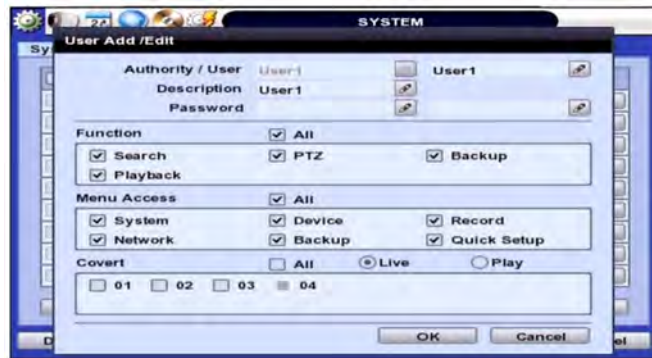 SYSTEM
User Add /Edit
Authority / User User1 User1
Description User1
Password
Function All
Search PTZ Backup
Playback
Menu Access All
System Device Record
Network Backup Quick Setup
Covert All Live Play
01 02 03 04
OK Cancel